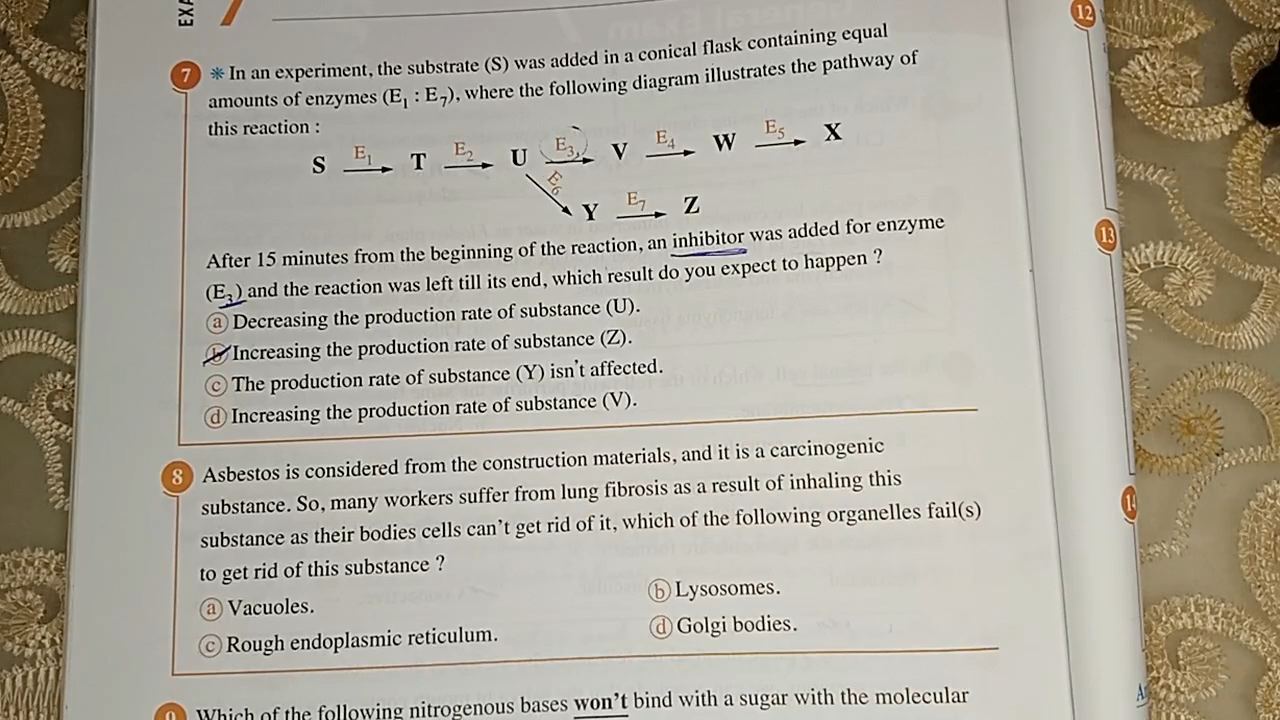 EXA
7 * In an experiment, the substrate (S) was added in a conical flask containing equal
amounts of enzymes (E₁ : E₇), where the following diagram illustrates the pathway of
this reaction :
S E₁ T E₂ U E₃ V E₄ W E₅ X
E₆ Y E₇ Z
After 15 minutes from the beginning of the reaction, an inhibitor was added for enzyme
(E₃) and the reaction was left till its end, which result do you expect to happen ?
a Decreasing the production rate of substance (U).
b Increasing the production rate of substance (Z).
c The production rate of substance (Y) isn't affected.
d Increasing the production rate of substance (V).
8 Asbestos is considered from the construction materials, and it is a carcinogenic
substance. So, many workers suffer from lung fibrosis as a result of inhaling this
substance as their bodies cells can't get rid of it, which of the following organelles fail(s)
to get rid of this substance ?
a Vacuoles.
b Lysosomes.
c Rough endoplasmic reticulum.
d Golgi bodies.
9 Which of the following nitrogenous bases won't bind with a sugar with the molecular
12
13